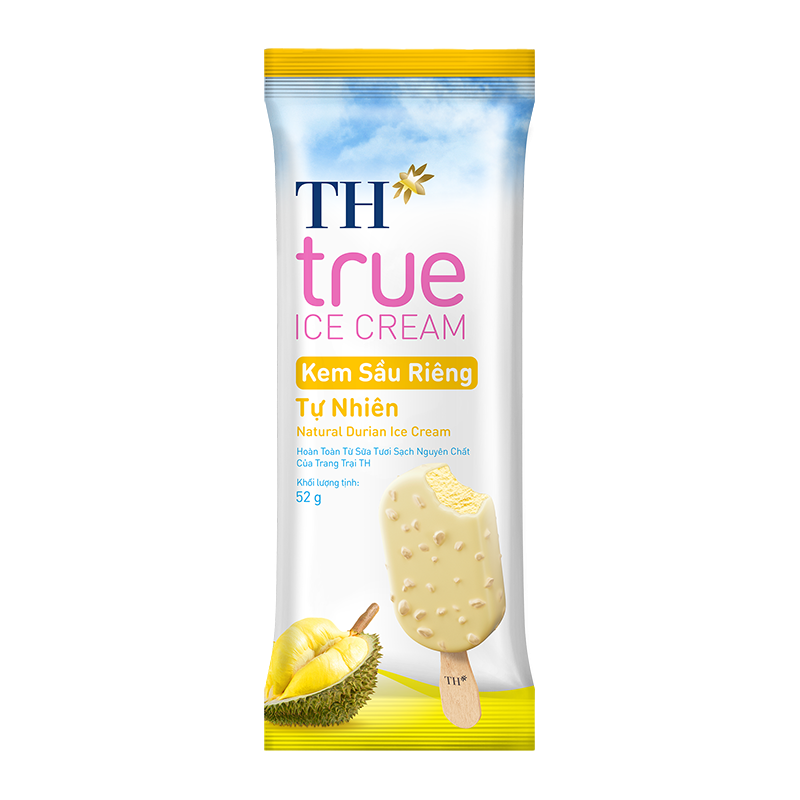 TH
true
ICE CREAM
Kem Sầu Riêng
Tự Nhiên
Natural Durian Ice Cream
Hoàn Toàn Từ Sữa Tươi Sạch Nguyên Chất
Của Trang Trại TH
Khối lượng tịnh:
52 g
TH